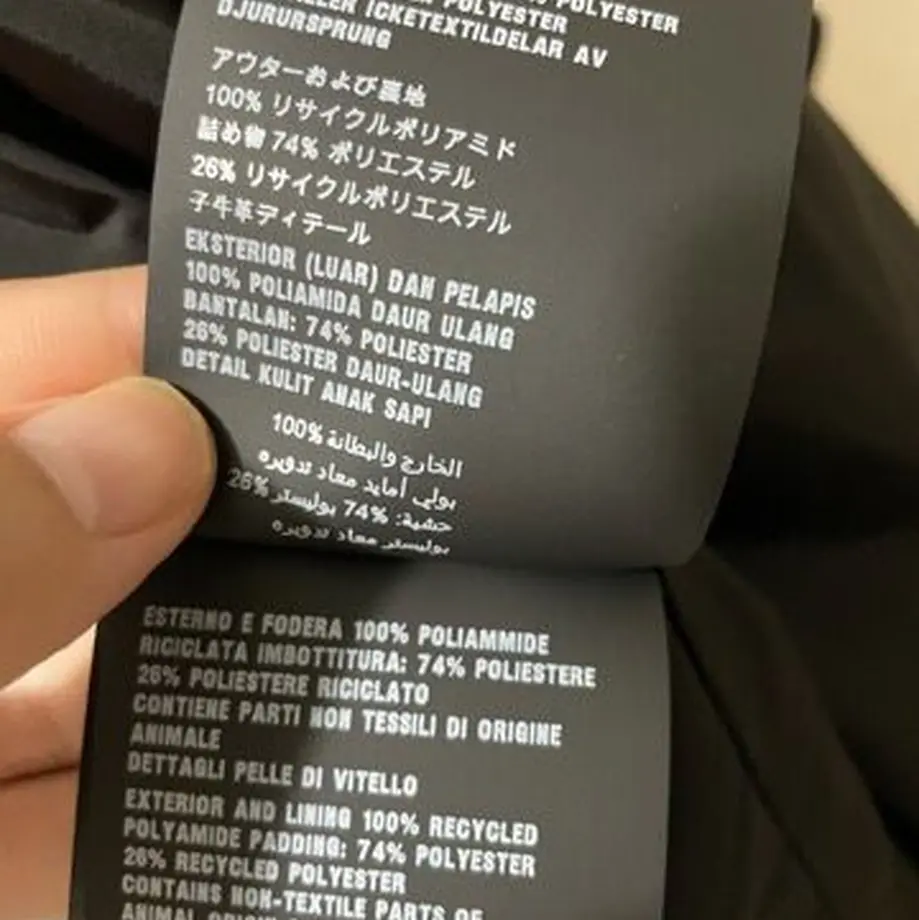 POLYESTER
POLYESTER
ICKETEXTILDELAR AV
DJURURSPRUNG
アウターおよび裏地
100% リサイクルポリアミド
詰め物 74% ポリエステル
26% リサイクルポリエステル
子牛革ディテール
EKSTERIOR (LUAR) DAN PELAPIS
100% POLIAMIDA DAUR ULANG
BANTALAN: 74% POLIESTER
26% POLIESTER DAUR-ULANG
DETAIL KULIT ANAK SAPI
الخارج والبطانة %100
بولي أمايد معاد تدويره
حشية: %74 بوليستر %26
بوليستر معاد تدويره
ESTERNO E FODERA 100% POLIAMMIDE
RICICLATA IMBOTTITURA: 74% POLIESTERE
26% POLIESTERE RICICLATO
CONTIENE PARTI NON TESSILI DI ORIGINE
ANIMALE
DETTAGLI PELLE DI VITELLO
EXTERIOR AND LINING 100% RECYCLED
POLYAMIDE PADDING: 74% POLYESTER
26% RECYCLED POLYESTER
CONTAINS NON-TEXTILE PARTS OF
ANIMAL